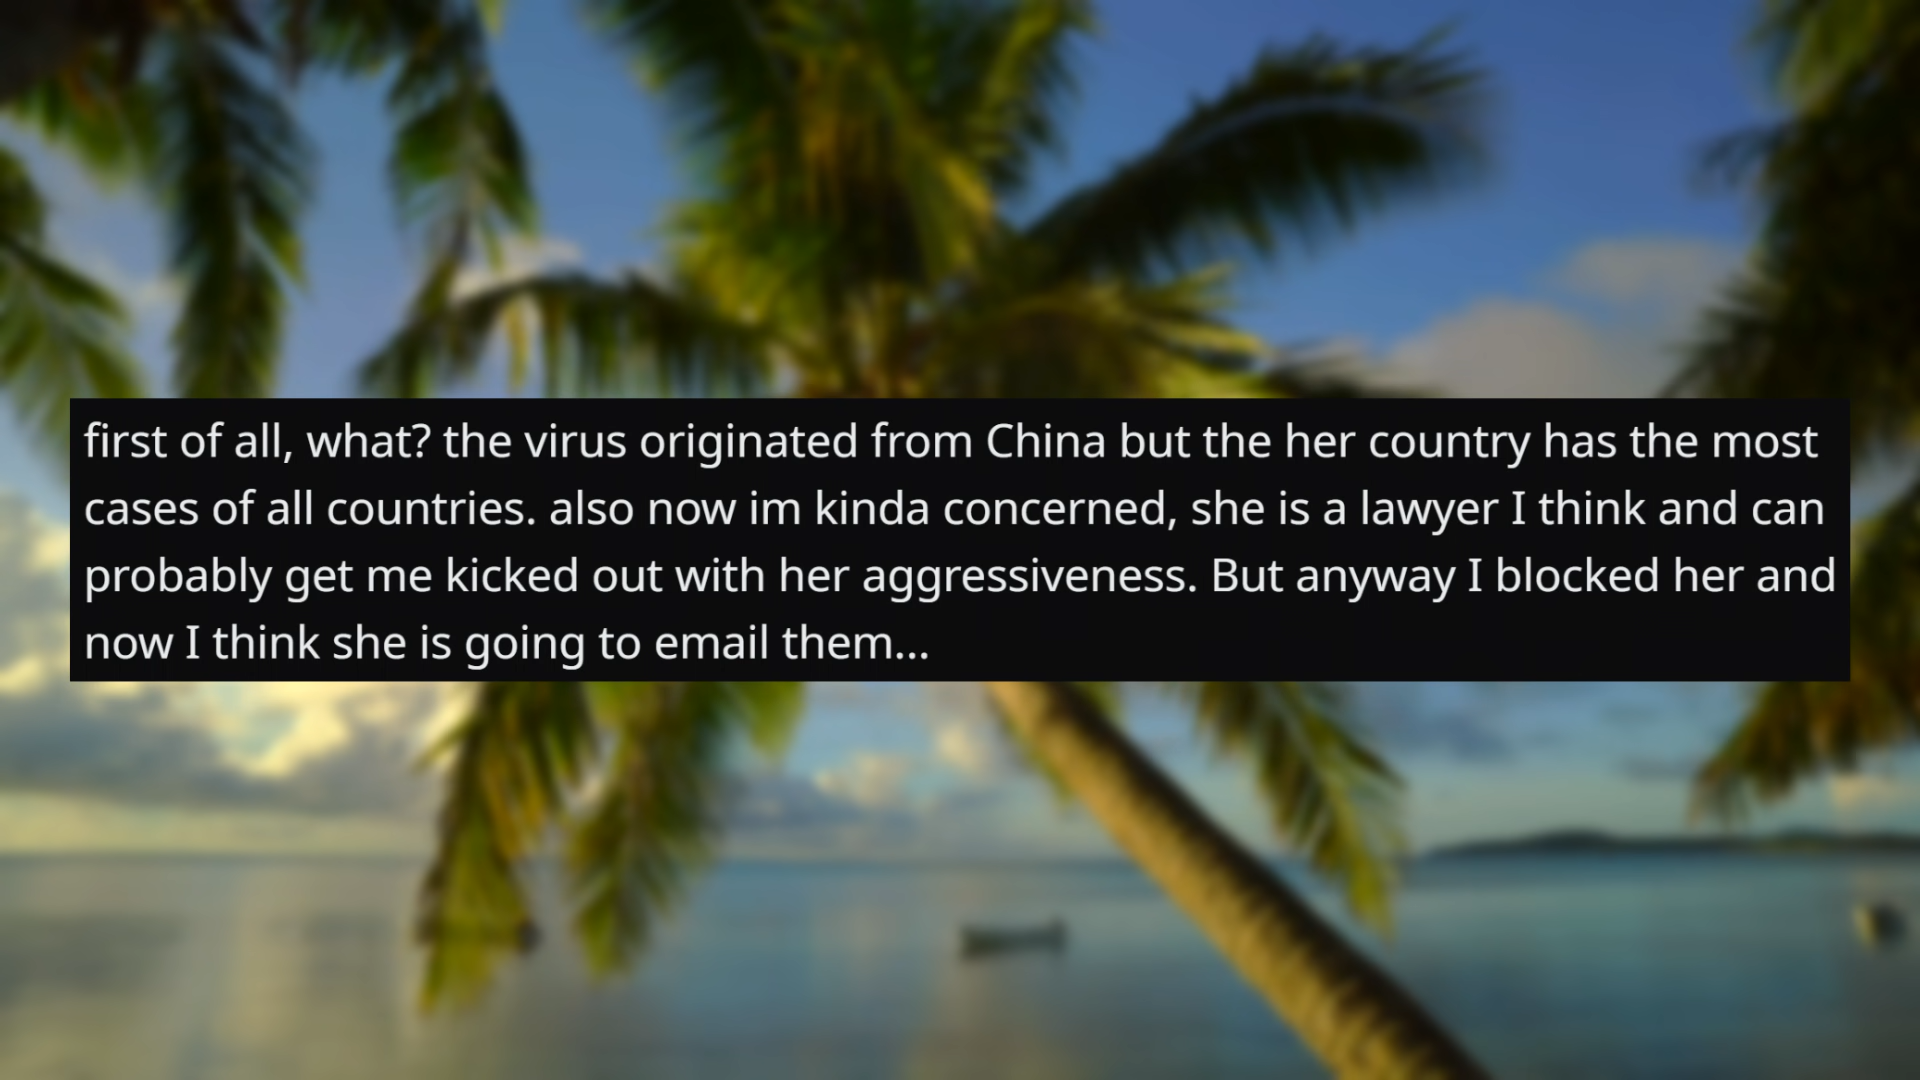 first of all, what? the virus originated from China but the her country has the most
cases of all countries. also now im kinda concerned, she is a lawyer I think and can
probably get me kicked out with her aggressiveness. But anyway I blocked her and
now I think she is going to email them...